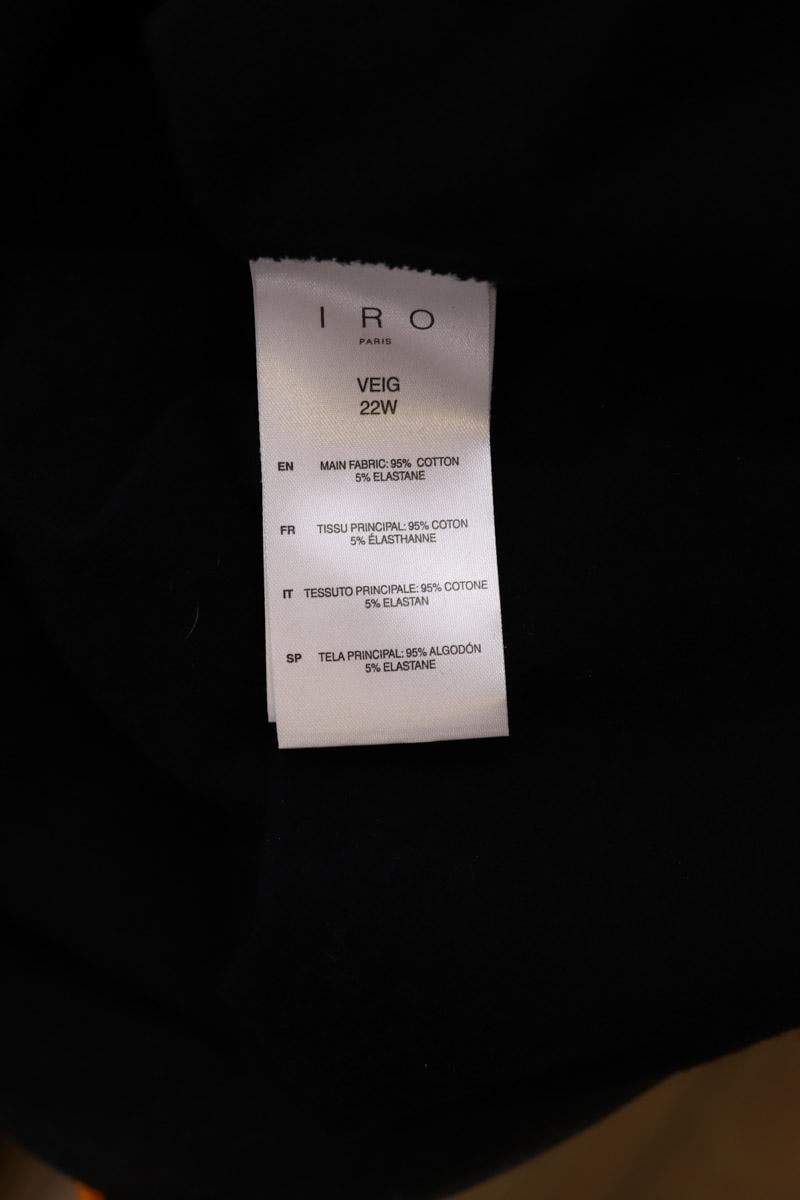 IRO
PARIS
VEIG
22W
EN MAIN FABRIC: 95% COTTON
5% ELASTANE
FR TISSU PRINCIPAL: 95% COTON
5% ÉLASTHANNE
IT TESSUTO PRINCIPALE: 95% COTONE
5% ELASTAN
SP TELA PRINCIPAL: 95% ALGODÓN
5% ELASTANE